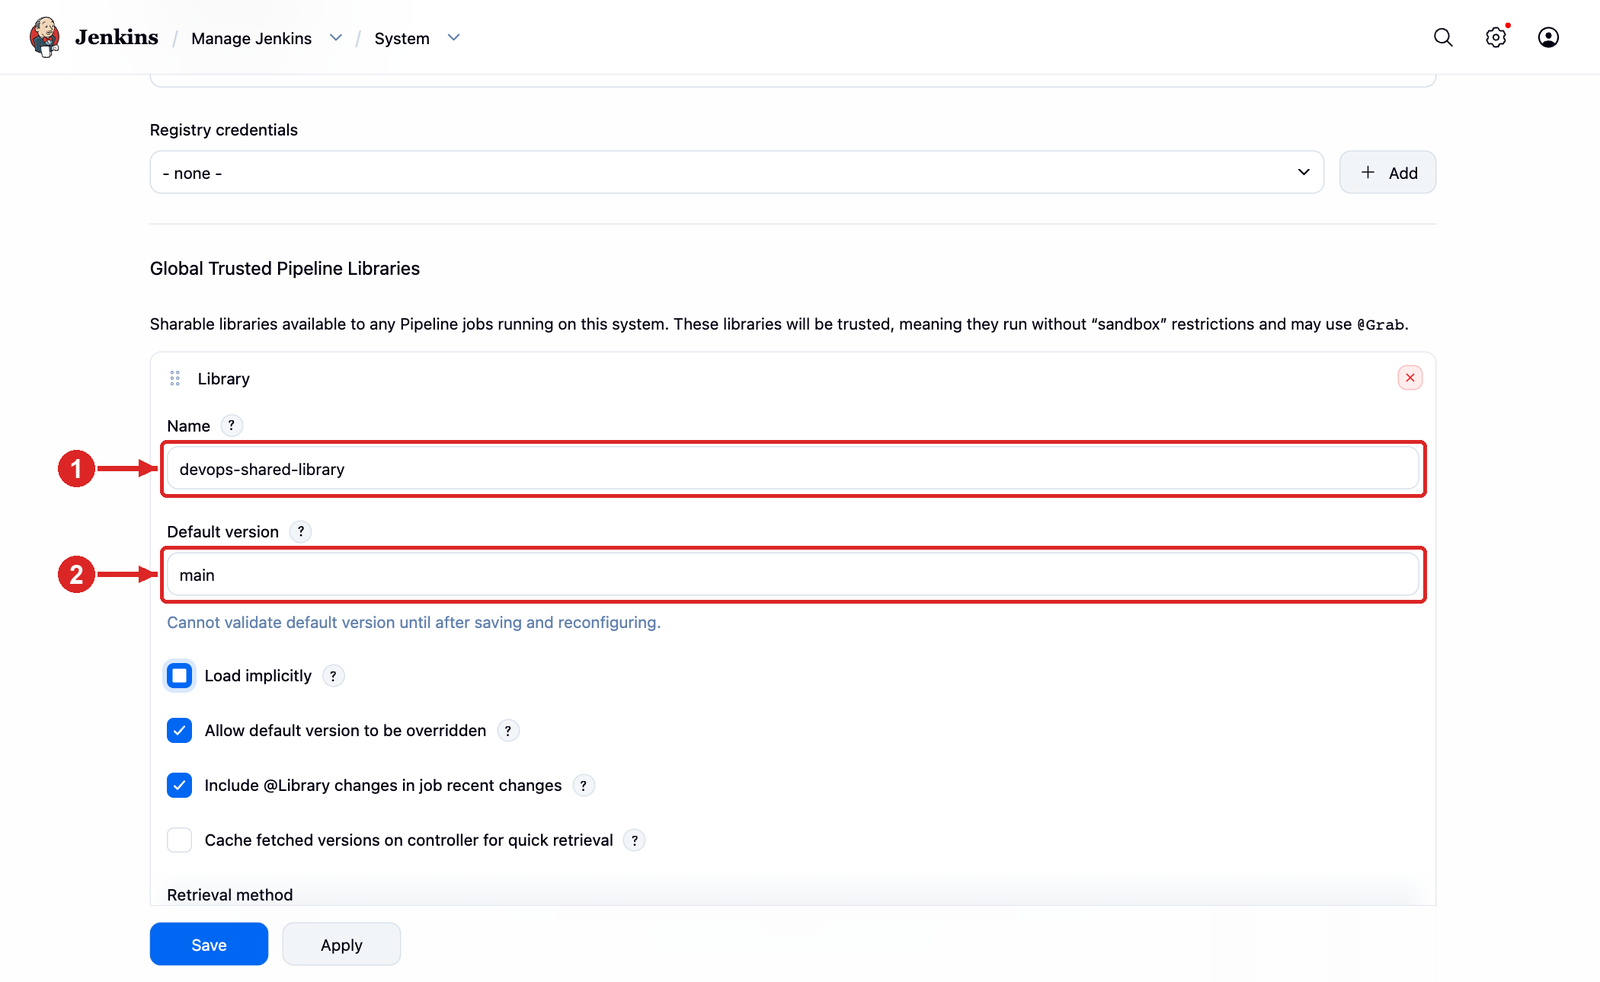 Jenkins / Manage Jenkins / System
Registry credentials
- none -
+ Add
Global Trusted Pipeline Libraries
Sharable libraries available to any Pipeline jobs running on this system. These libraries will be trusted, meaning they run without “sandbox” restrictions and may use @Grab.
Library
Name ?
1
devops-shared-library
Default version ?
2
main
Cannot validate default version until after saving and reconfiguring.
Load implicitly ?
Allow default version to be overridden ?
Include @Library changes in job recent changes ?
Cache fetched versions on controller for quick retrieval ?
Retrieval method
Save
Apply